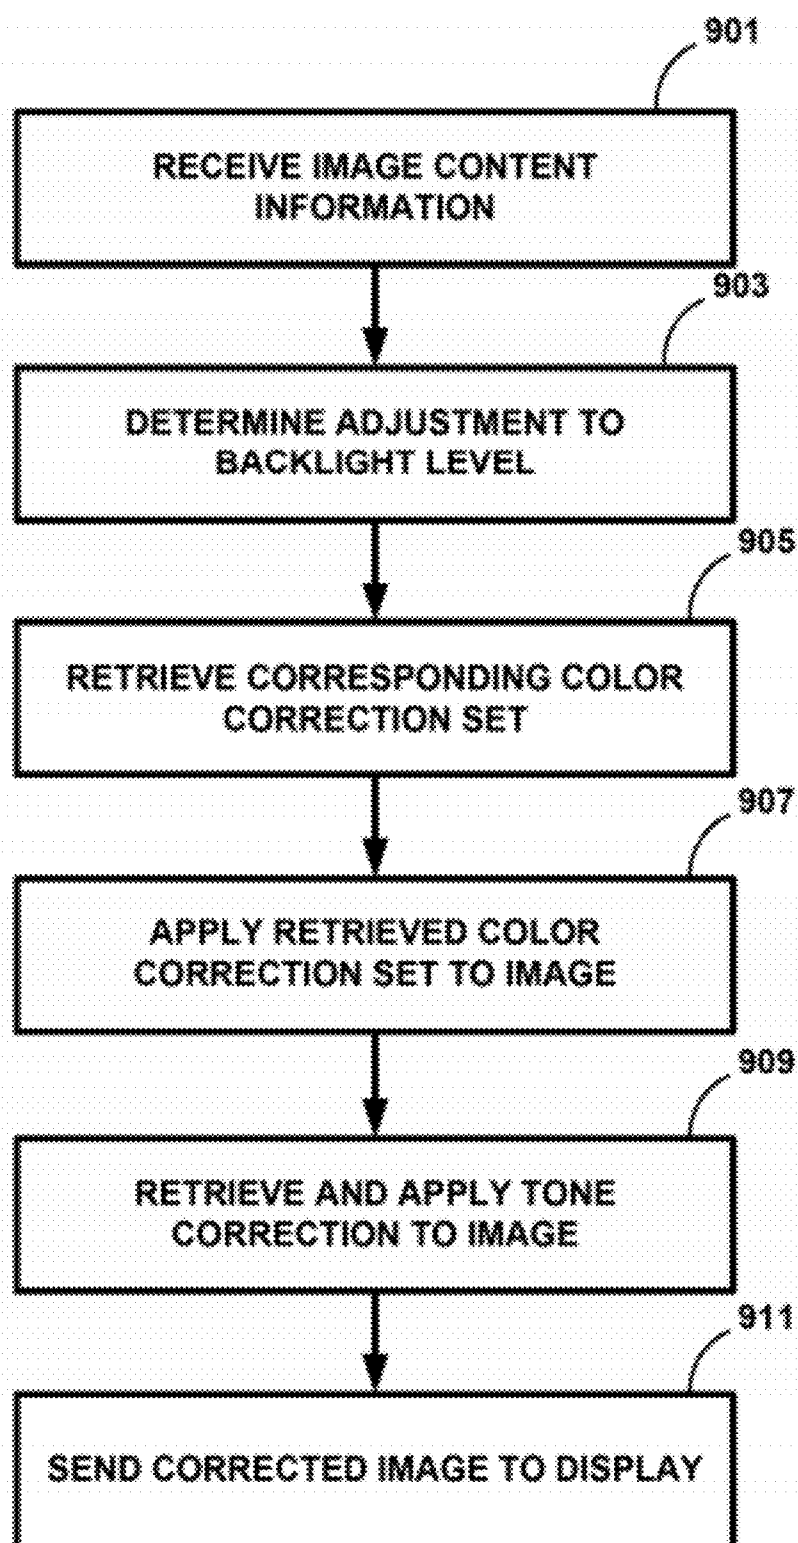 901
RECEIVE IMAGE CONTENT
INFORMATION
903
DETERMINE ADJUSTMENT TO
BACKLIGHT LEVEL
905
RETRIEVE CORRESPONDING COLOR
CORRECTION SET
907
APPLY RETRIEVED COLOR
CORRECTION SET TO IMAGE
909
RETRIEVE AND APPLY TONE
CORRECTION TO IMAGE
911
SEND CORRECTED IMAGE TO DISPLAY